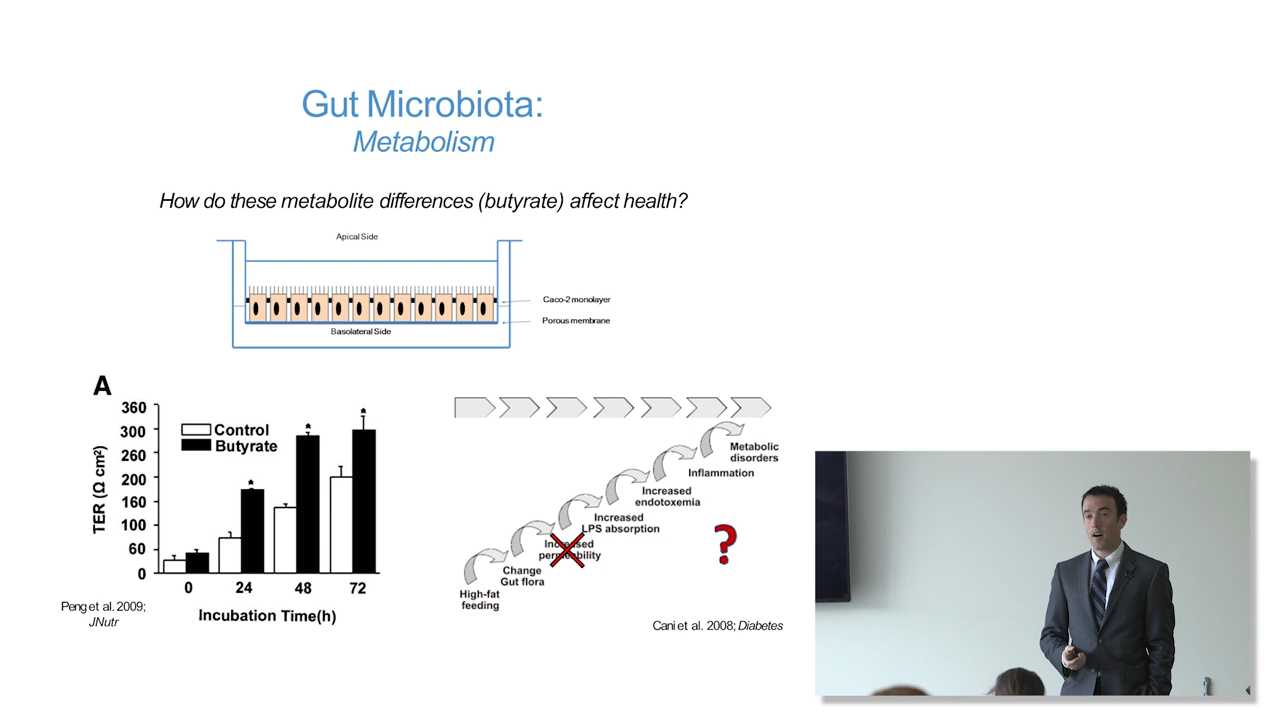 Gut Microbiota:
Metabolism
How do these metabolite differences (butyrate) affect health?
Apical Side
Caco-2 monolayer
Porous membrane
Basolateral Side
A
360
300
260
200
160
100
60
0
TER (Ω cm²)
Control
Butyrate
*
*
*
0 24 48 72
Incubation Time(h)
Peng et al. 2009;
JNutr
Metabolic
disorders
Inflammation
Increased
endotoxemia
Increased
LPS absorption
Increased
permeability
Change
Gut flora
High-fat
feeding
?
Cani et al. 2008; Diabetes